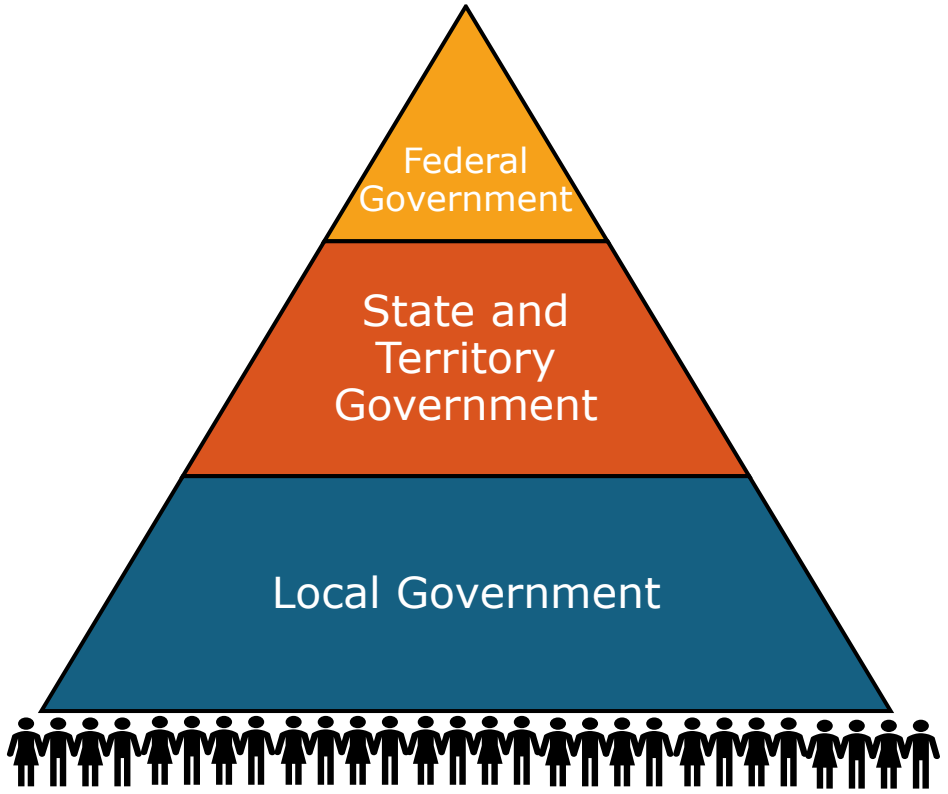 Federal
Government
State and
Territory
Government
Local Government